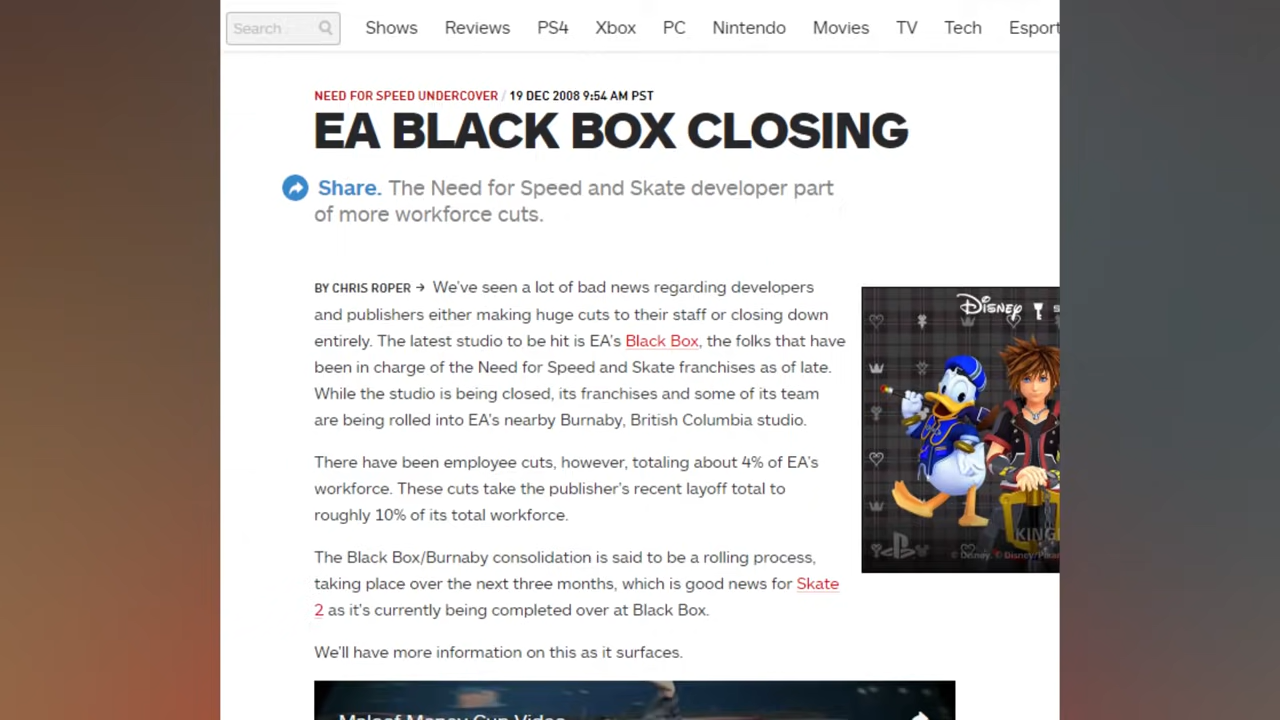 Search
Shows Reviews PS4 Xbox PC Nintendo Movies TV Tech Esport
NEED FOR SPEED UNDERCOVER / 19 DEC 2008 9:54 AM PST
EA BLACK BOX CLOSING
Share. The Need for Speed and Skate developer part
of more workforce cuts.
BY CHRIS ROPER → We've seen a lot of bad news regarding developers
and publishers either making huge cuts to their staff or closing down
entirely. The latest studio to be hit is EA's Black Box, the folks that have
been in charge of the Need for Speed and Skate franchises as of late.
While the studio is being closed, its franchises and some of its team
are being rolled into EA's nearby Burnaby, British Columbia studio.
There have been employee cuts, however, totaling about 4% of EA's
workforce. These cuts take the publisher's recent layoff total to
roughly 10% of its total workforce.
The Black Box/Burnaby consolidation is said to be a rolling process,
taking place over the next three months, which is good news for Skate
2 as it's currently being completed over at Black Box.
We'll have more information on this as it surfaces.
Disney
KING
© Disney. © Disney/Pixar
Maloof Money Cup Video